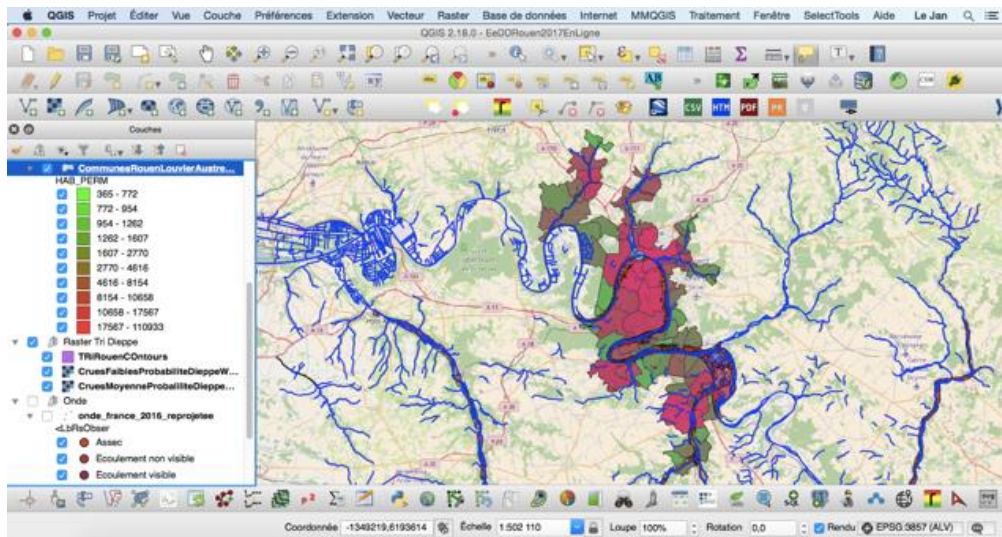 QGIS Projet Éditer Vue Couche Préférences Extension Vecteur Raster Base de données Internet MMQGIS Traitement Fenêtre SelectTools Aide Le Jan
QGIS 2.18.0 - EeDDRouen2017EnLigne
CSV HTM PDF
Couches
CommunesRouenLouvierAustre...
HAB_PERM
365 - 772
772 - 954
954 - 1262
1262 - 1607
1607 - 2770
2770 - 4616
4616 - 8154
8154 - 10658
10658 - 17567
17567 - 110933
Raster Tri Dieppe
TRiRouenCOntours
CruesFaiblesProbabiliteDieppeW...
CruesMoyenneProbaliliteDieppe...
Onde
onde_france_2016_reprojetee
<LbRsObser
Assec
Ecoulement non visible
Ecoulement visible
Coordonnée -1349219,6193614 Échelle 1:502 110 Loupe 100% Rotation 0,0 Rendu EPSG:3857 (ALV)